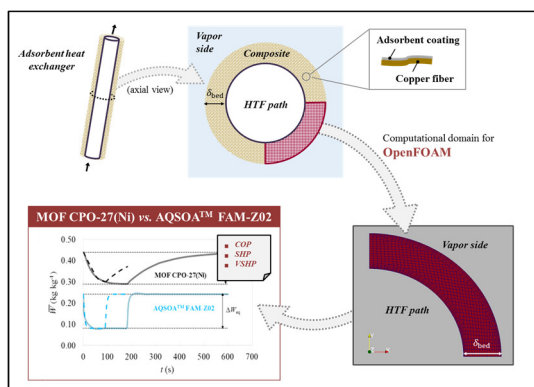 Adsorbent heat
exchanger
(axial view)
Vapor
side
Composite
δbed
HTF path
Adsorbent coating
Copper fiber
Computational domain for
OpenFOAM
MOF CPO-27(Ni) vs. AQSOA™ FAM-Z02
COP
SHP
VSHP
MOF CPO-27(Ni)
AQSOA™ FAM-Z02
ΔWeq
W (kg kg⁻¹)
0.50
0.40
0.30
0.20
0.10
0.00
0 100 200 300 400 500 600 700
t (s)
Vapor side
HTF path
δbed